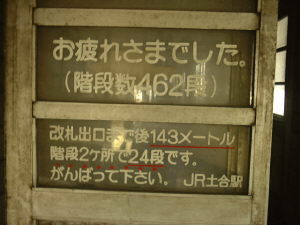 お疲れさまでした。
(階段数462段)
改札出口まで後143メートル
階段2ケ所で24段です。
がんばって下さい。 JR土合駅